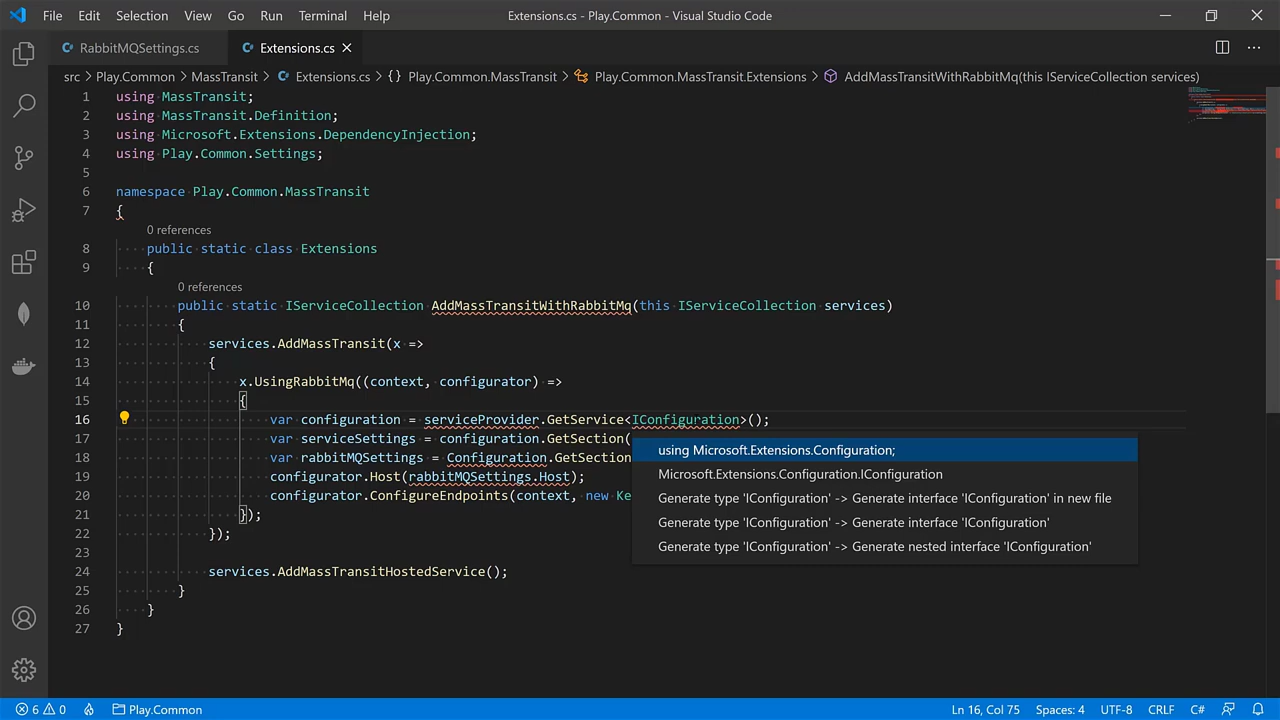 File Edit Selection View Go Run Terminal Help Extensions.cs - Play.Common - Visual Studio Code
RabbitMQSettings.cs Extensions.cs
src > Play.Common > MassTransit > Extensions.cs > {} Play.Common.MassTransit > Play.Common.MassTransit.Extensions > AddMassTransitWithRabbitMq(this IServiceCollection services)
1 using MassTransit;
2 using MassTransit.Definition;
3 using Microsoft.Extensions.DependencyInjection;
4 using Play.Common.Settings;
5
6 namespace Play.Common.MassTransit
7 {
0 references
8 public static class Extensions
9 {
0 references
10 public static IServiceCollection AddMassTransitWithRabbitMq(this IServiceCollection services)
11 {
12 services.AddMassTransit(x =>
13 {
14 x.UsingRabbitMq((context, configurator) =>
15 {
16 var configuration = serviceProvider.GetService<IConfiguration>();
17 var serviceSettings = configuration.GetSection(
18 var rabbitMQSettings = Configuration.GetSection
19 configurator.Host(rabbitMQSettings.Host);
20 configurator.ConfigureEndpoints(context, new Ke
21 });
22 });
23
24 services.AddMassTransitHostedService();
25 }
26 }
27 }
using Microsoft.Extensions.Configuration;
Microsoft.Extensions.Configuration.IConfiguration
Generate type 'IConfiguration' -> Generate interface 'IConfiguration' in new file
Generate type 'IConfiguration' -> Generate interface 'IConfiguration'
Generate type 'IConfiguration' -> Generate nested interface 'IConfiguration'
6 0 Play.Common Ln 16, Col 75 Spaces: 4 UTF-8 CRLF C#